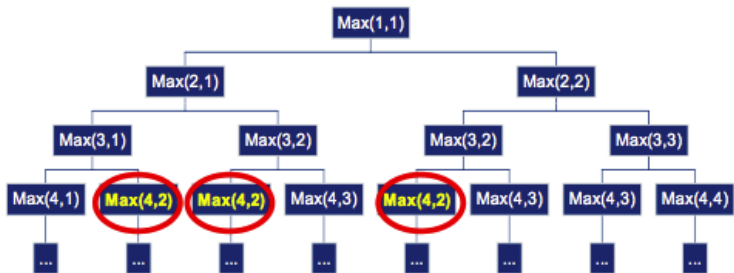 Max(1,1)
Max(2,1) Max(2,2)
Max(3,1) Max(3,2) Max(3,2) Max(3,3)
Max(4,1) Max(4,2) Max(4,2) Max(4,3) Max(4,2) Max(4,3) Max(4,3) Max(4,4)
... ... ... ... ... ... ... ...